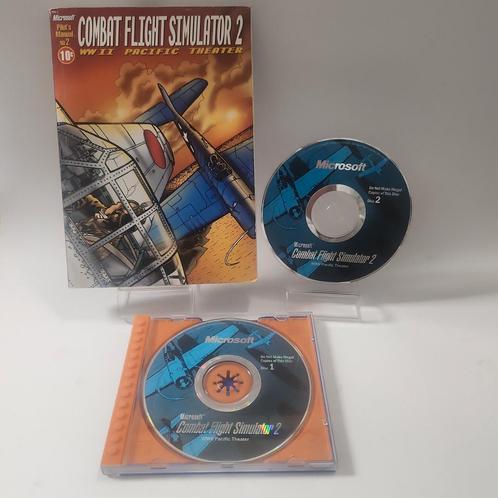 Microsoft
Pilot's
Manual
No 2
10¢
COMBAT FLIGHT SIMULATOR 2
WW II PACIFIC THEATER
Microsoft
Do Not Make Illegal
Copies of This Disc
Disc 2
Microsoft
Combat Flight Simulator 2
WWII Pacific Theater
Microsoft
Do Not Make Illegal
Copies of This Disc
Disc 1
Microsoft
Combat Flight Simulator 2
WWII Pacific Theater